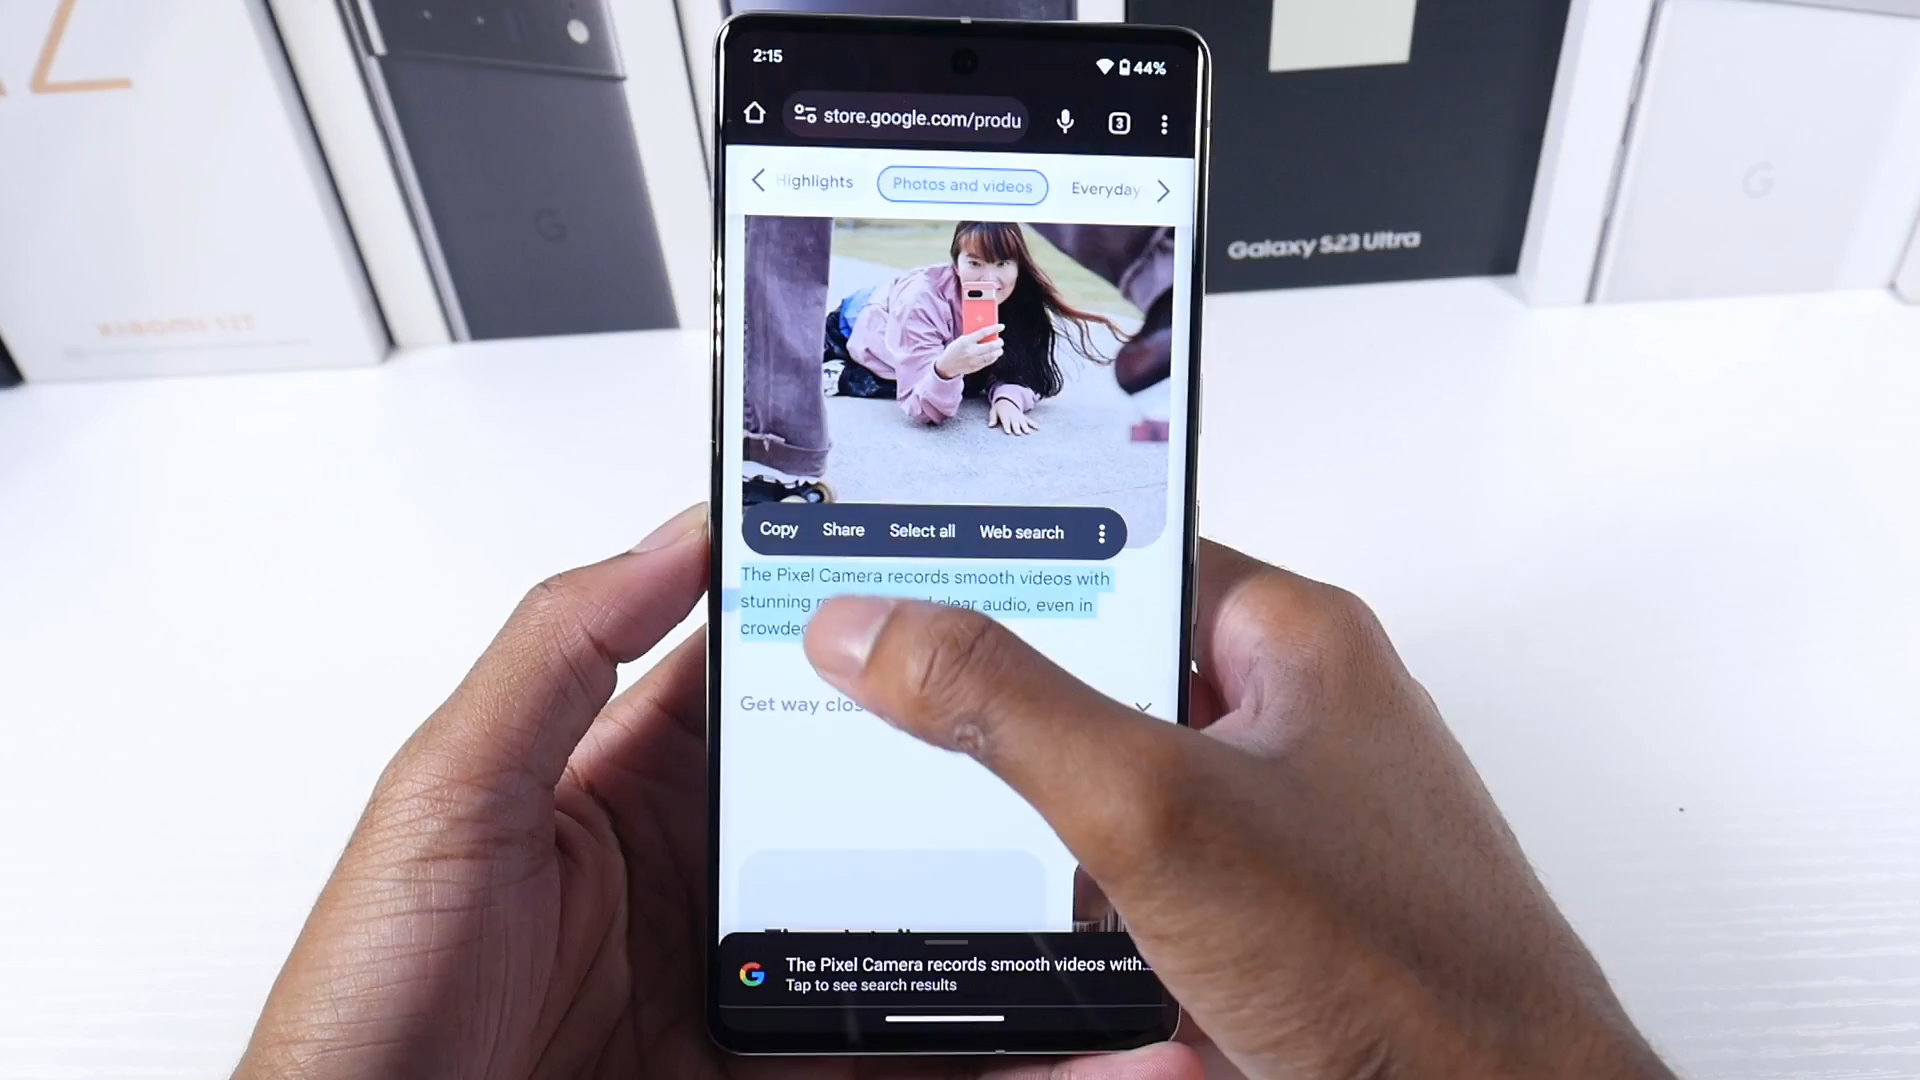 2:15
44%
store.google.com/produ
3
Highlights
Photos and videos
Everyday
Galaxy S23 Ultra
XIAOMI 12T
Copy
Share
Select all
Web search
The Pixel Camera records smooth videos with
stunning clear audio, even in
crowded
Get way clos
The Pixel Camera records smooth videos with...
Tap to see search results